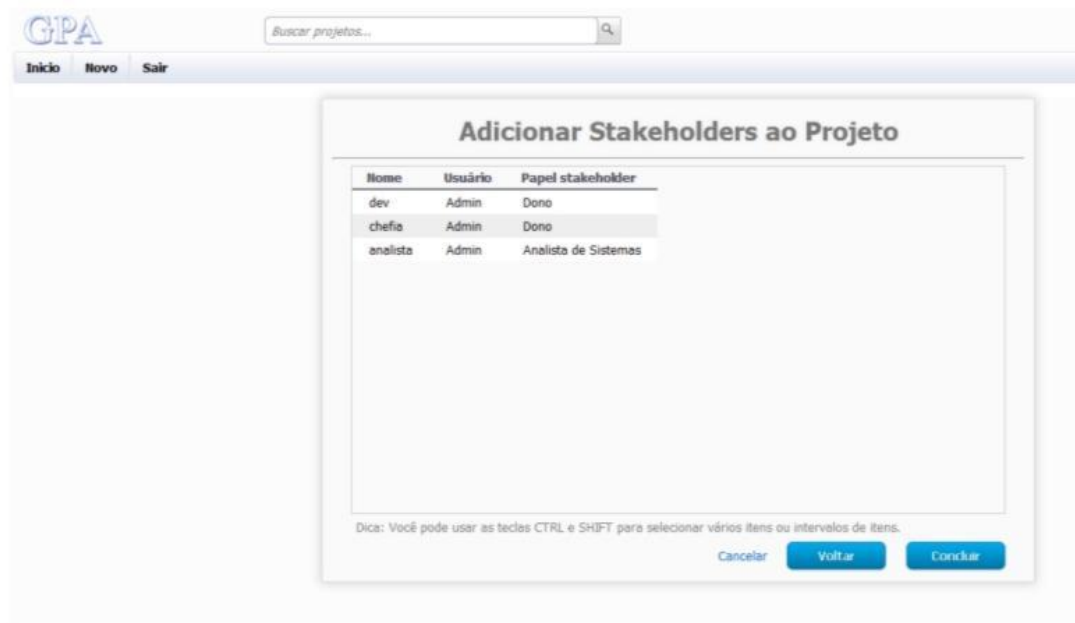 GPA
Buscar projetos...
Inicio Novo Sair
Adicionar Stakeholders ao Projeto
Nome Usuário Papel stakeholder
dev Admin Dono
chefia Admin Dono
analista Admin Analista de Sistemas
Dica: Você pode usar as teclas CTRL e SHIFT para selecionar vários itens ou intervalos de itens.
Cancelar Voltar Concluir